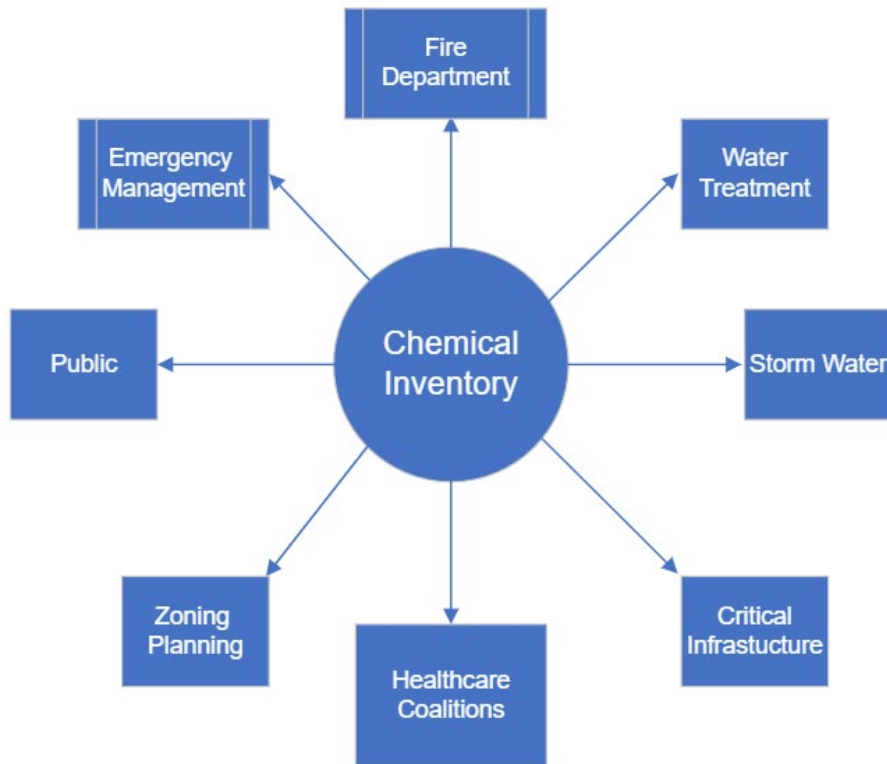 Fire
Department
Emergency
Management
Water
Treatment
Chemical
Inventory
Public
Storm Water
Zoning
Planning
Healthcare
Coalitions
Critical
Infrastucture